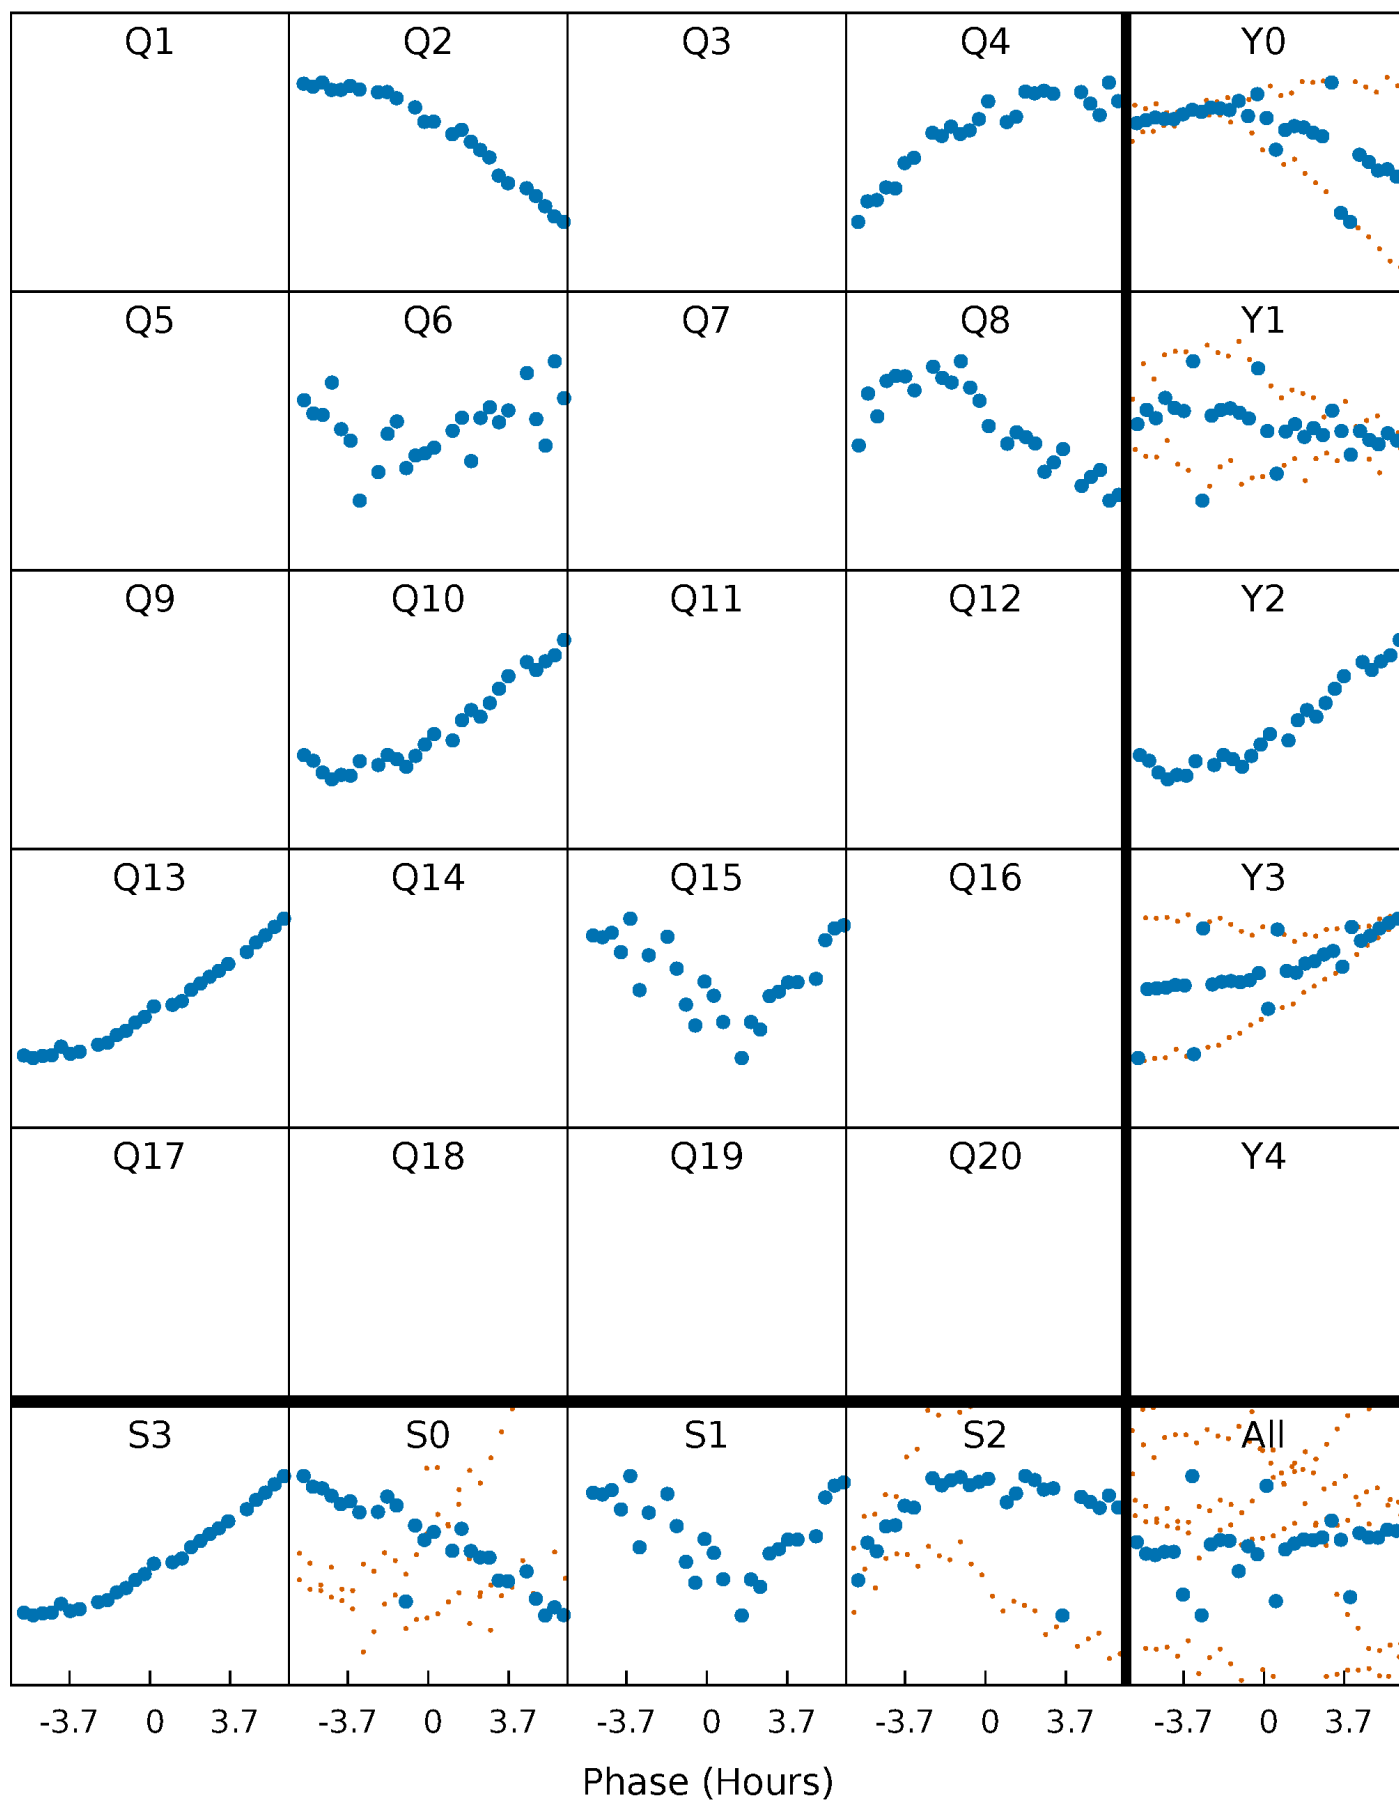 Q1 Q2 Q3 Q4 Y0
Q5 Q6 Q7 Q8 Y1
Q9 Q10 Q11 Q12 Y2
Q13 Q14 Q15 Q16 Y3
Q17 Q18 Q19 Q20 Y4
S3 S0 S1 S2 All
-3.7 0 3.7 -3.7 0 3.7 -3.7 0 3.7 -3.7 0 3.7 -3.7 0 3.7
Phase (Hours)